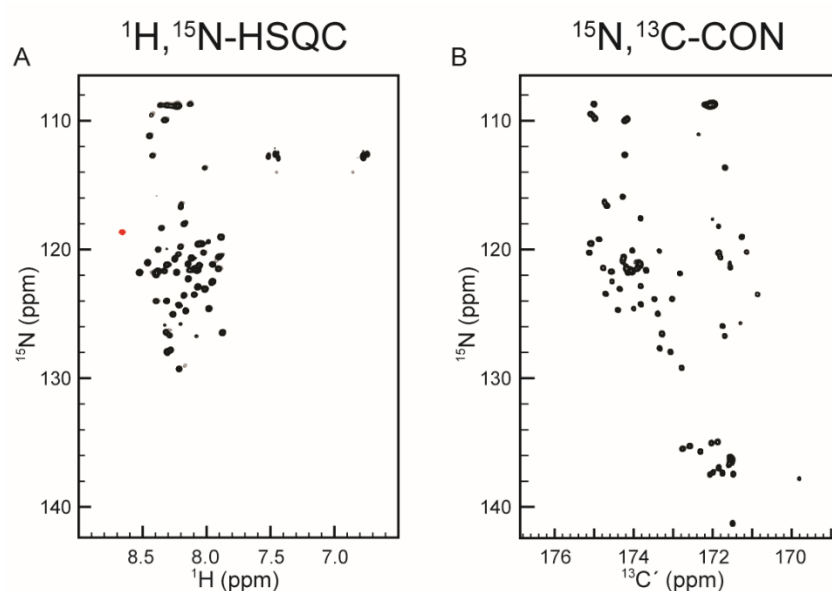 ¹H,¹⁵N-HSQC
¹⁵N,¹³C-CON
A
B
110
120
130
140
¹⁵N (ppm)
8.5 8.0 7.5 7.0
¹H (ppm)
110
120
130
140
¹⁵N (ppm)
176 174 172 170
¹³C´ (ppm)